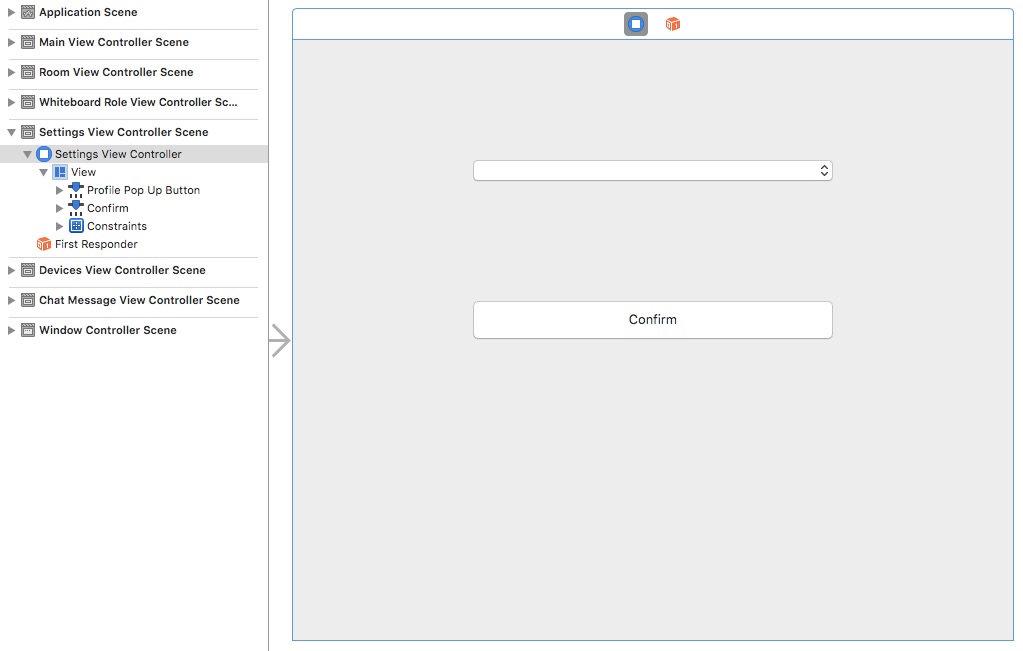 Application Scene
Main View Controller Scene
Room View Controller Scene
Whiteboard Role View Controller Sc...
Settings View Controller Scene
Settings View Controller
View
Profile Pop Up Button
Confirm
Constraints
First Responder
Devices View Controller Scene
Chat Message View Controller Scene
Window Controller Scene
Confirm